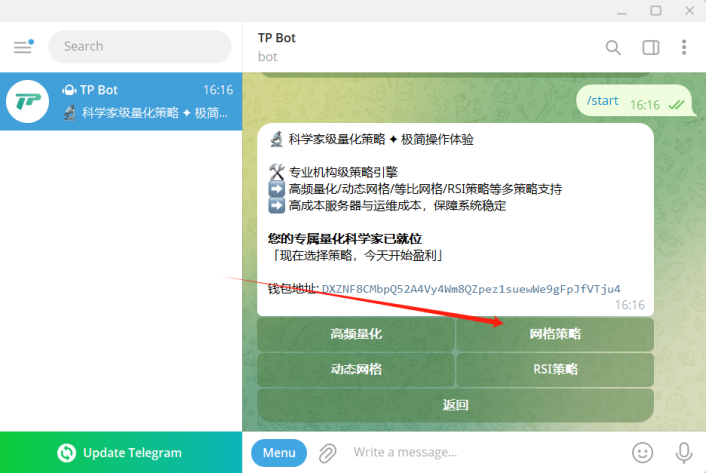 Search
TP Bot
bot
TP
TP Bot
16:16
🔬 科学家级量化策略 ✦ 极简...
/start
16:16
🔬 科学家级量化策略 ✦ 极简操作体验
🛠 专业机构级策略引擎
➡️ 高频量化/动态网格/等比网格/RSI策略等多策略支持
➡️ 高成本服务器与运维成本，保障系统稳定
您的专属量化科学家已就位
「现在选择策略，今天开始盈利」
钱包地址: DXZNF8CMbpQ52A4Vy4Wm8QZpez1suewWe9gFpJfVTju4
16:16
高频量化
网格策略
动态网格
RSI策略
返回
Update Telegram
Menu
Write a message...